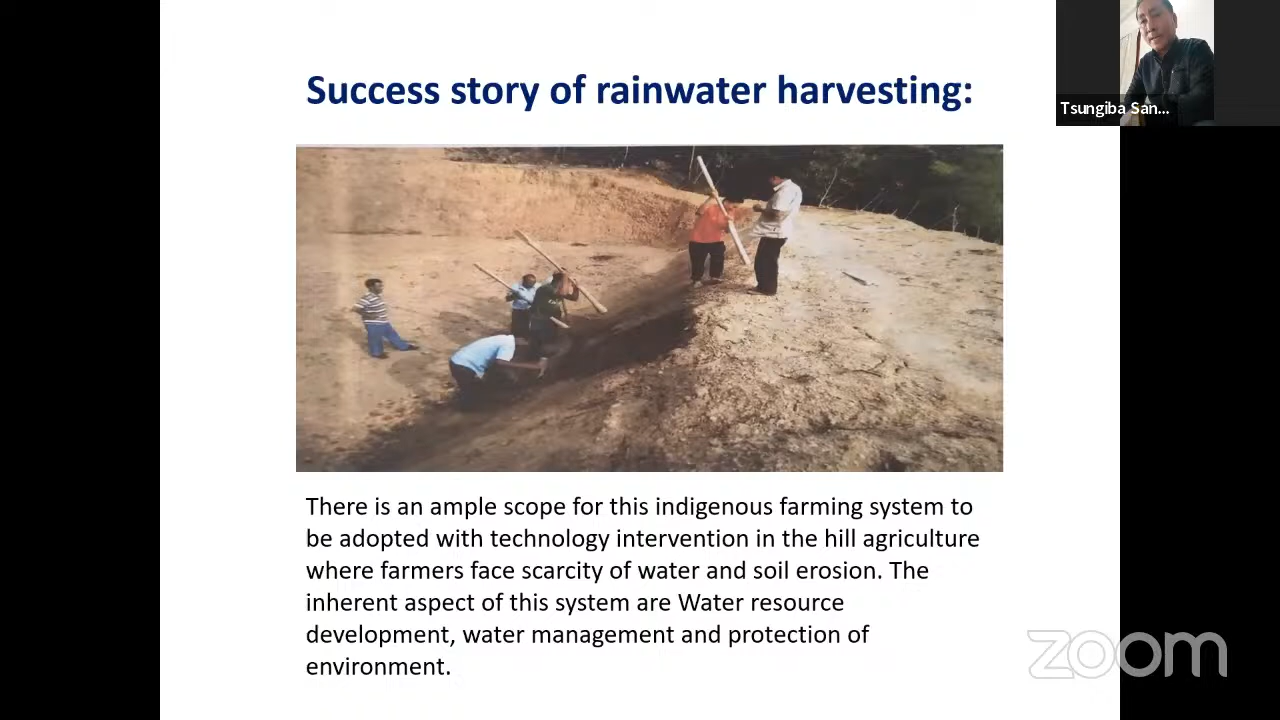 Success story of rainwater harvesting:
Tsungiba San...
There is an ample scope for this indigenous farming system to
be adopted with technology intervention in the hill agriculture
where farmers face scarcity of water and soil erosion. The
inherent aspect of this system are Water resource
development, water management and protection of
environment.
zoom